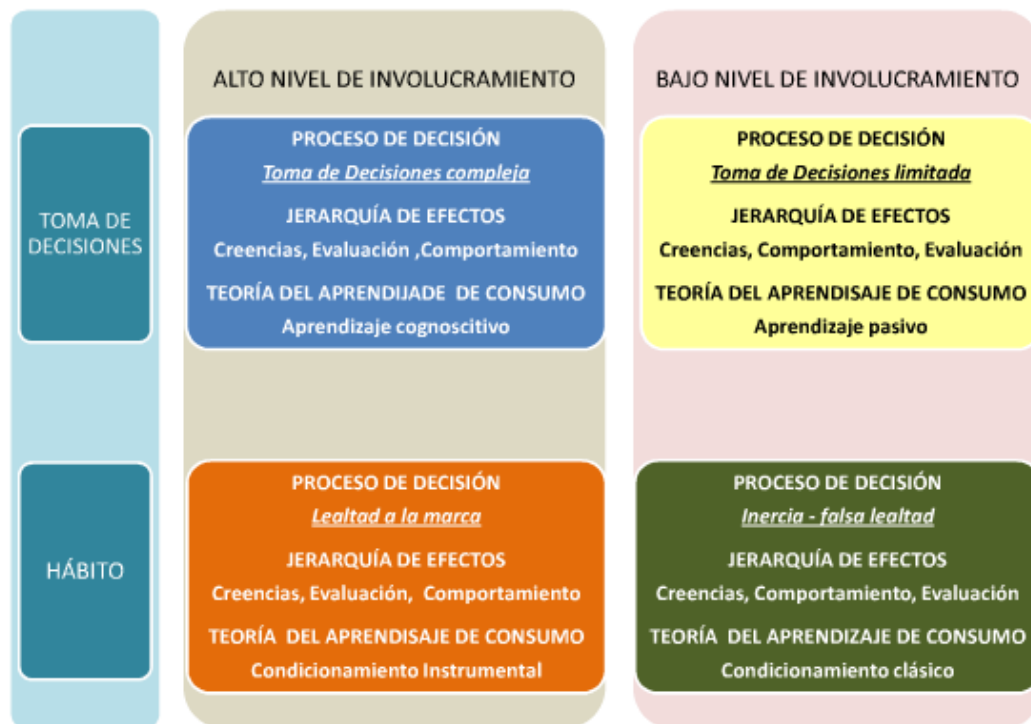 ALTO NIVEL DE INVOLUCRAMIENTO
BAJO NIVEL DE INVOLUCRAMIENTO
TOMA DE
DECISIONES
PROCESO DE DECISIÓN
Toma de Decisiones compleja
JERARQUÍA DE EFECTOS
Creencias, Evaluación ,Comportamiento
TEORÍA DEL APRENDIJADE DE CONSUMO
Aprendizaje cognoscitivo
PROCESO DE DECISIÓN
Toma de Decisiones limitada
JERARQUÍA DE EFECTOS
Creencias, Comportamiento, Evaluación
TEORÍA DEL APRENDISAJE DE CONSUMO
Aprendizaje pasivo
HÁBITO
PROCESO DE DECISIÓN
Lealtad a la marca
JERARQUÍA DE EFECTOS
Creencias, Evaluación, Comportamiento
TEORÍA DEL APRENDISAJE DE CONSUMO
Condicionamiento Instrumental
PROCESO DE DECISIÓN
Inercia - falsa lealtad
JERARQUÍA DE EFECTOS
Creencias, Comportamiento, Evaluación
TEORÍA DEL APRENDIZAJE DE CONSUMO
Condicionamiento clásico